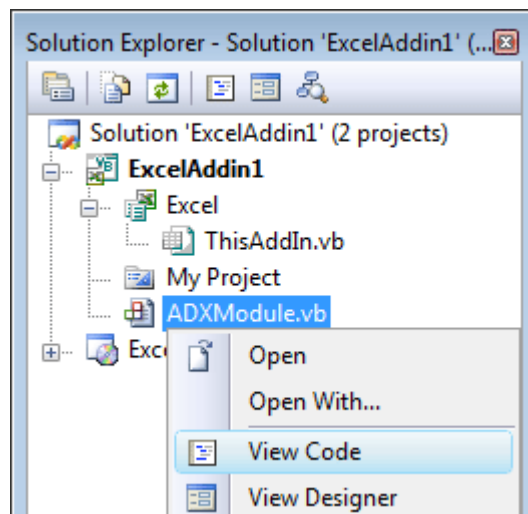 Solution Explorer - Solution 'ExcelAddin1' (...
Solution 'ExcelAddin1' (2 projects)
ExcelAddin1
Excel
ThisAddIn.vb
My Project
ADXModule.vb
Exc
Open
Open With...
View Code
View Designer